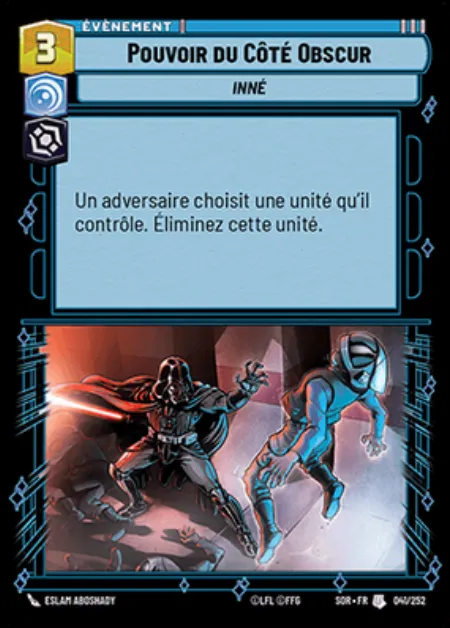 ÉVÈNEMENT
3
POUVOIR DU CÔTÉ OBSCUR
INNÉ
Un adversaire choisit une unité qu'il
contrôle. Éliminez cette unité.
ESLAM ABOSHADY
©LFL ©FFG
SOR • FR
041/252